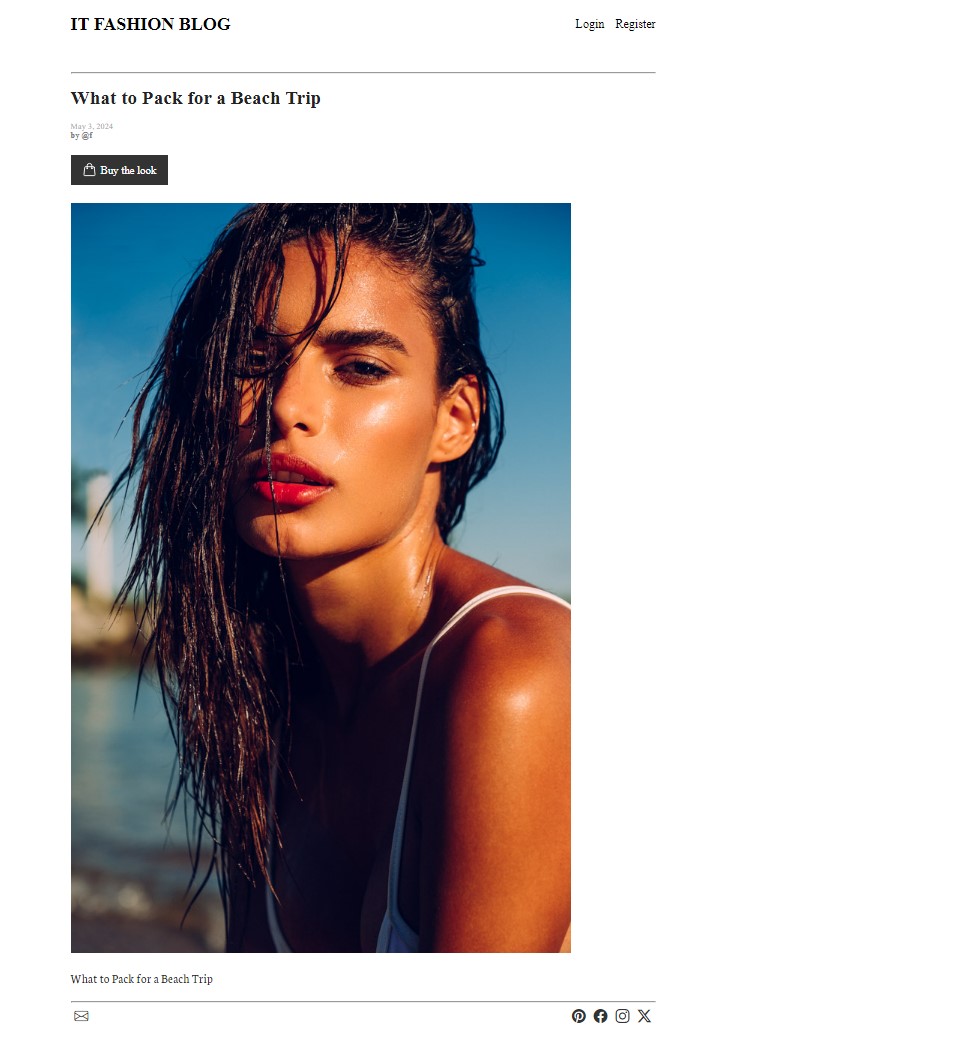 IT FASHION BLOG
Login Register
What to Pack for a Beach Trip
May 3, 2024
by @f
Buy the look
What to Pack for a Beach Trip